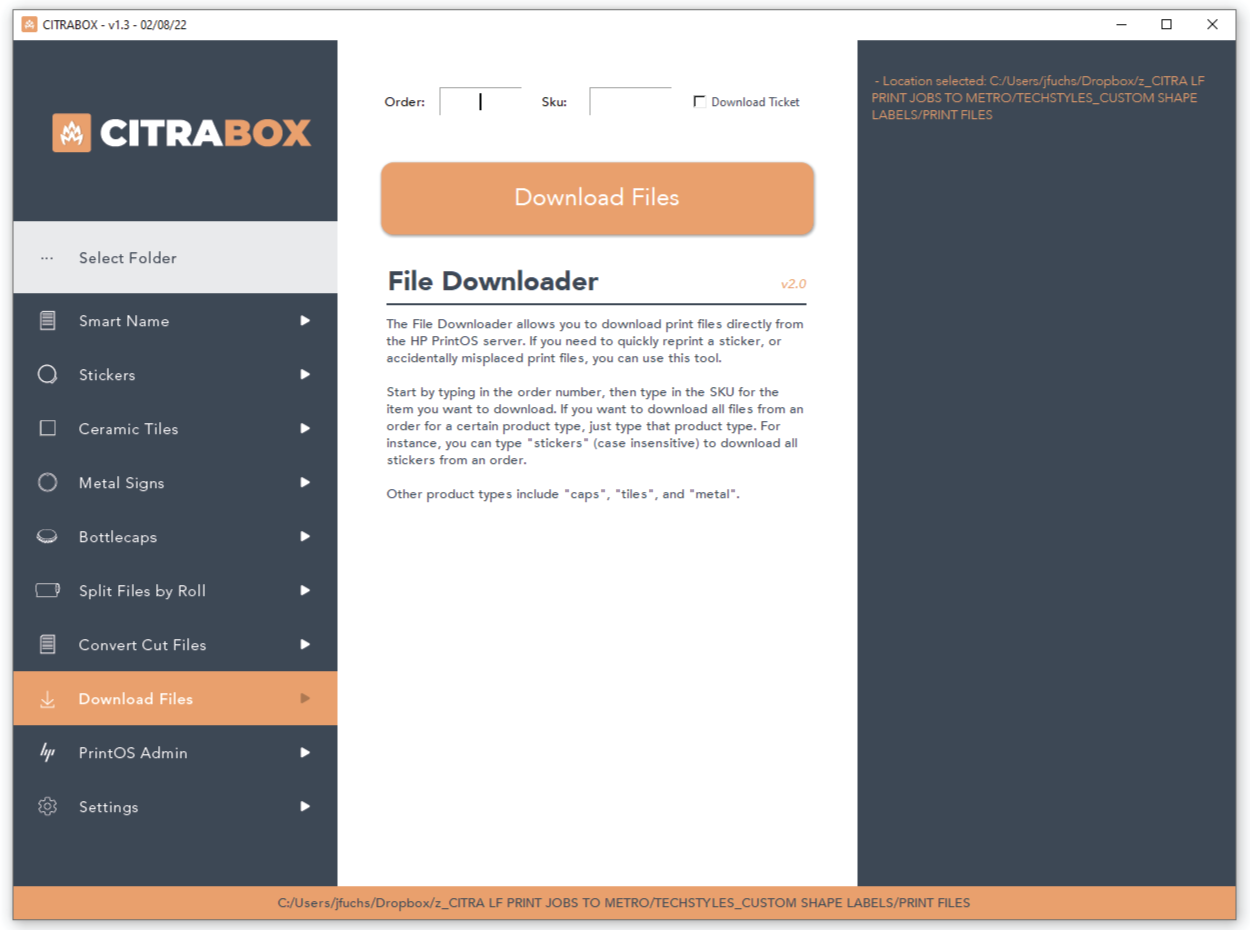 CITRABOX - v1.3 - 02/08/22
CITRABOX
Select Folder
Smart Name
Stickers
Ceramic Tiles
Metal Signs
Bottlecaps
Split Files by Roll
Convert Cut Files
Download Files
hp PrintOS Admin
Settings
Order: Sku: Download Ticket
Download Files
File Downloader v2.0
The File Downloader allows you to download print files directly from
the HP PrintOS server. If you need to quickly reprint a sticker, or
accidentally misplaced print files, you can use this tool.
Start by typing in the order number, then type in the SKU for the
item you want to download. If you want to download all files from an
order for a certain product type, just type that product type. For
instance, you can type "stickers" (case insensitive) to download all
stickers from an order.
Other product types include "caps", "tiles", and "metal".
- Location selected: C:/Users/jfuchs/Dropbox/z_CITRA LF
PRINT JOBS TO METRO/TECHSTYLES_CUSTOM SHAPE
LABELS/PRINT FILES
C:/Users/jfuchs/Dropbox/z_CITRA LF PRINT JOBS TO METRO/TECHSTYLES_CUSTOM SHAPE LABELS/PRINT FILES